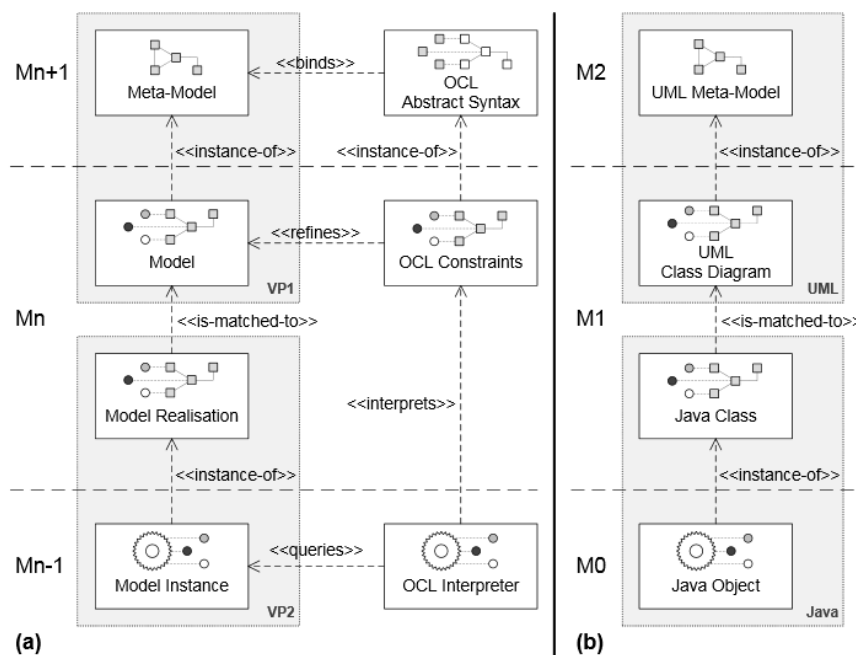 Mn+1
Meta-Model
<<binds>>
OCL
Abstract Syntax
<<instance-of>>
<<instance-of>>
Model
<<refines>>
OCL Constraints
VP1
Mn
<<is-matched-to>>
Model Realisation
<<interprets>>
<<instance-of>>
Mn-1
Model Instance
<<queries>>
OCL Interpreter
VP2
(a)
M2
UML Meta-Model
<<instance-of>>
UML
Class Diagram
UML
M1
<<is-matched-to>>
Java Class
<<instance-of>>
M0
Java Object
Java
(b)